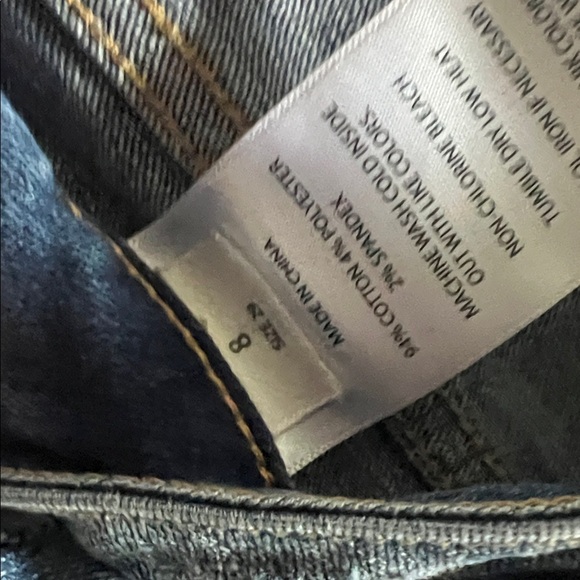 8
SIZE 29
MADE IN CHINA
94% COTTON 4% POLYESTER
2% SPANDEX
MACHINE WASH COLD INSIDE
OUT WITH LIKE COLORS.
NON CHLORINE BLEACH
TUMBLE DRY LOW HEAT
IRON IF NECESSARY